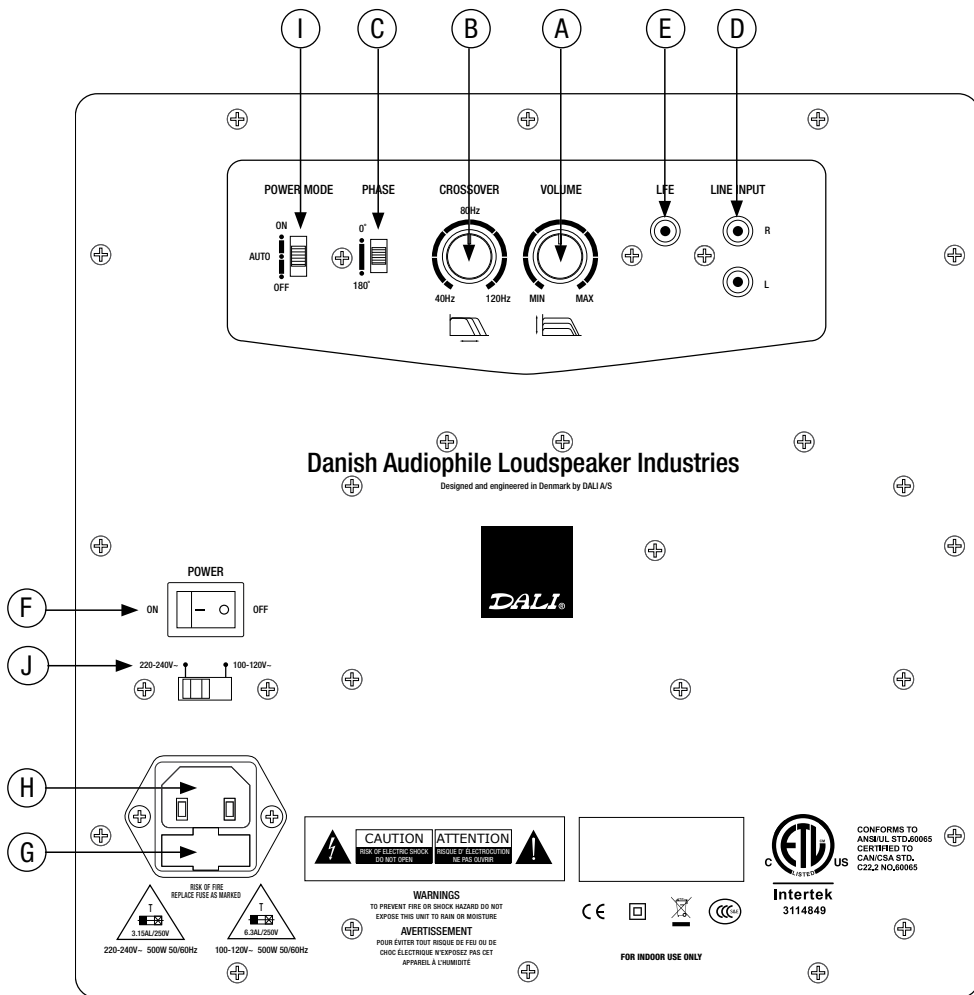 I
C
B
A
E
D
POWER MODE
PHASE
CROSSOVER
VOLUME
LFE
LINE INPUT
80Hz
ON
0°
R
AUTO
OFF
180°
L
40Hz
120Hz
MIN
MAX
Danish Audiophile Loudspeaker Industries
Designed and engineered in Denmark by DALI A/S
DALI®
POWER
F
ON
OFF
J
220-240V~
100-120V~
H
G
RISK OF FIRE
REPLACE FUSE AS MARKED
T
3.15AL/250V
T
6.3AL/250V
220-240V~ 500W 50/60Hz
100-120V~ 500W 50/60Hz
CAUTION
RISK OF ELECTRIC SHOCK
DO NOT OPEN
ATTENTION
RISQUE D' ÉLECTROCUTION
NE PAS OUVRIR
WARNINGS
TO PREVENT FIRE OR SHOCK HAZARD DO NOT
EXPOSE THIS UNIT TO RAIN OR MOISTURE
AVERTISSEMENT
POUR ÉVITER TOUT RISQUE DE FEU OU DE
CHOC ÉLECTRIQUE N'EXPOSEZ PAS CET
APPAREIL À L'HUMIDITÉ
CE
CCC S&E
FOR INDOOR USE ONLY
ETL™
C
US
LISTED
Intertek
3114849
CONFORMS TO
ANSI/UL STD.60065
CERTIFIED TO
CAN/CSA STD.
C22.2 NO.60065